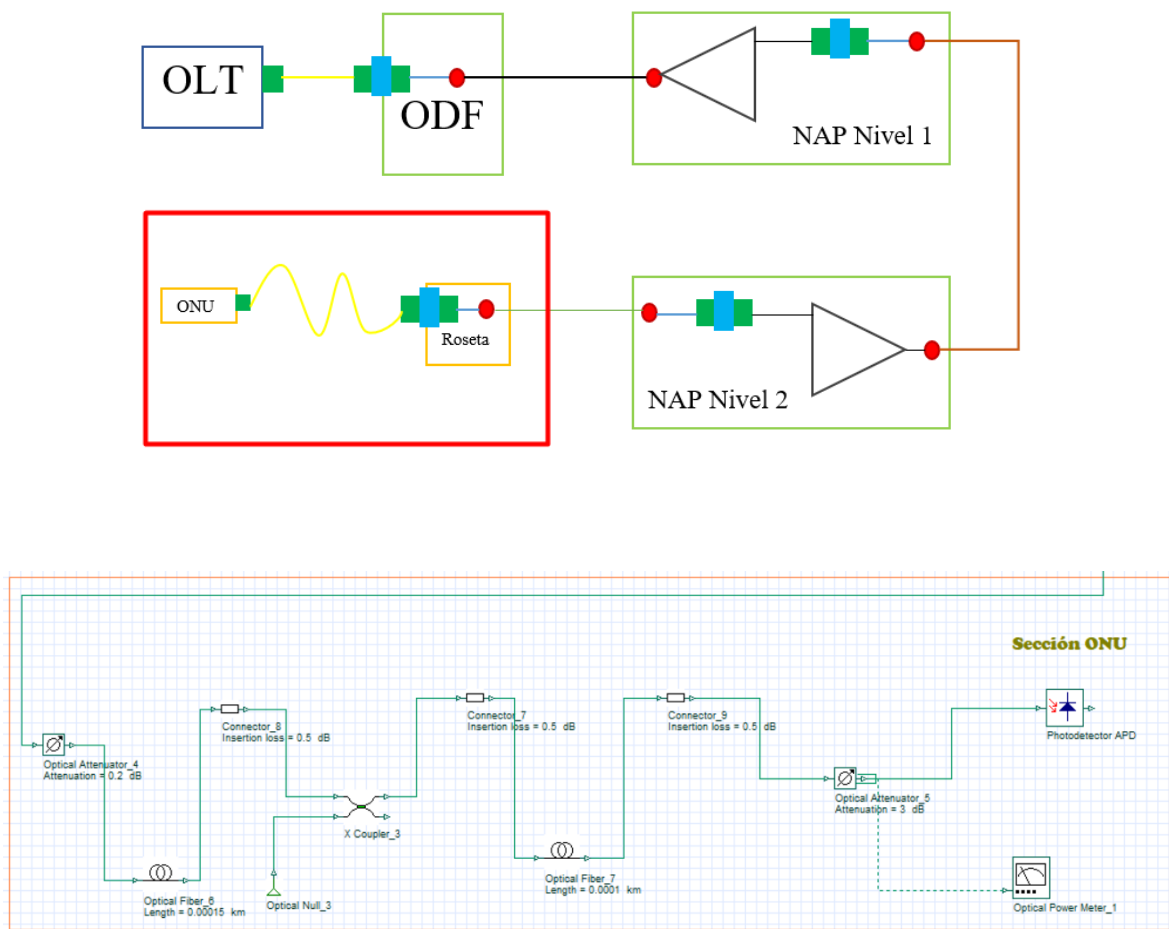 OLT
ODF
NAP Nivel 1
ONU
Roseta
NAP Nivel 2
Sección ONU
Connector_8
Insertion loss = 0.5 dB
Connector_7
Insertion loss = 0.5 dB
Connector_9
Insertion loss = 0.5 dB
Photodetector APD
Optical Attenuator_4
Attenuation = 0.2 dB
Optical Attenuator_5
Attenuation = 3 dB
X Coupler_3
Optical Fiber_6
Length = 0.00015 km
Optical Null_3
Optical Fiber_7
Length = 0.0001 km
Optical Power Meter_1